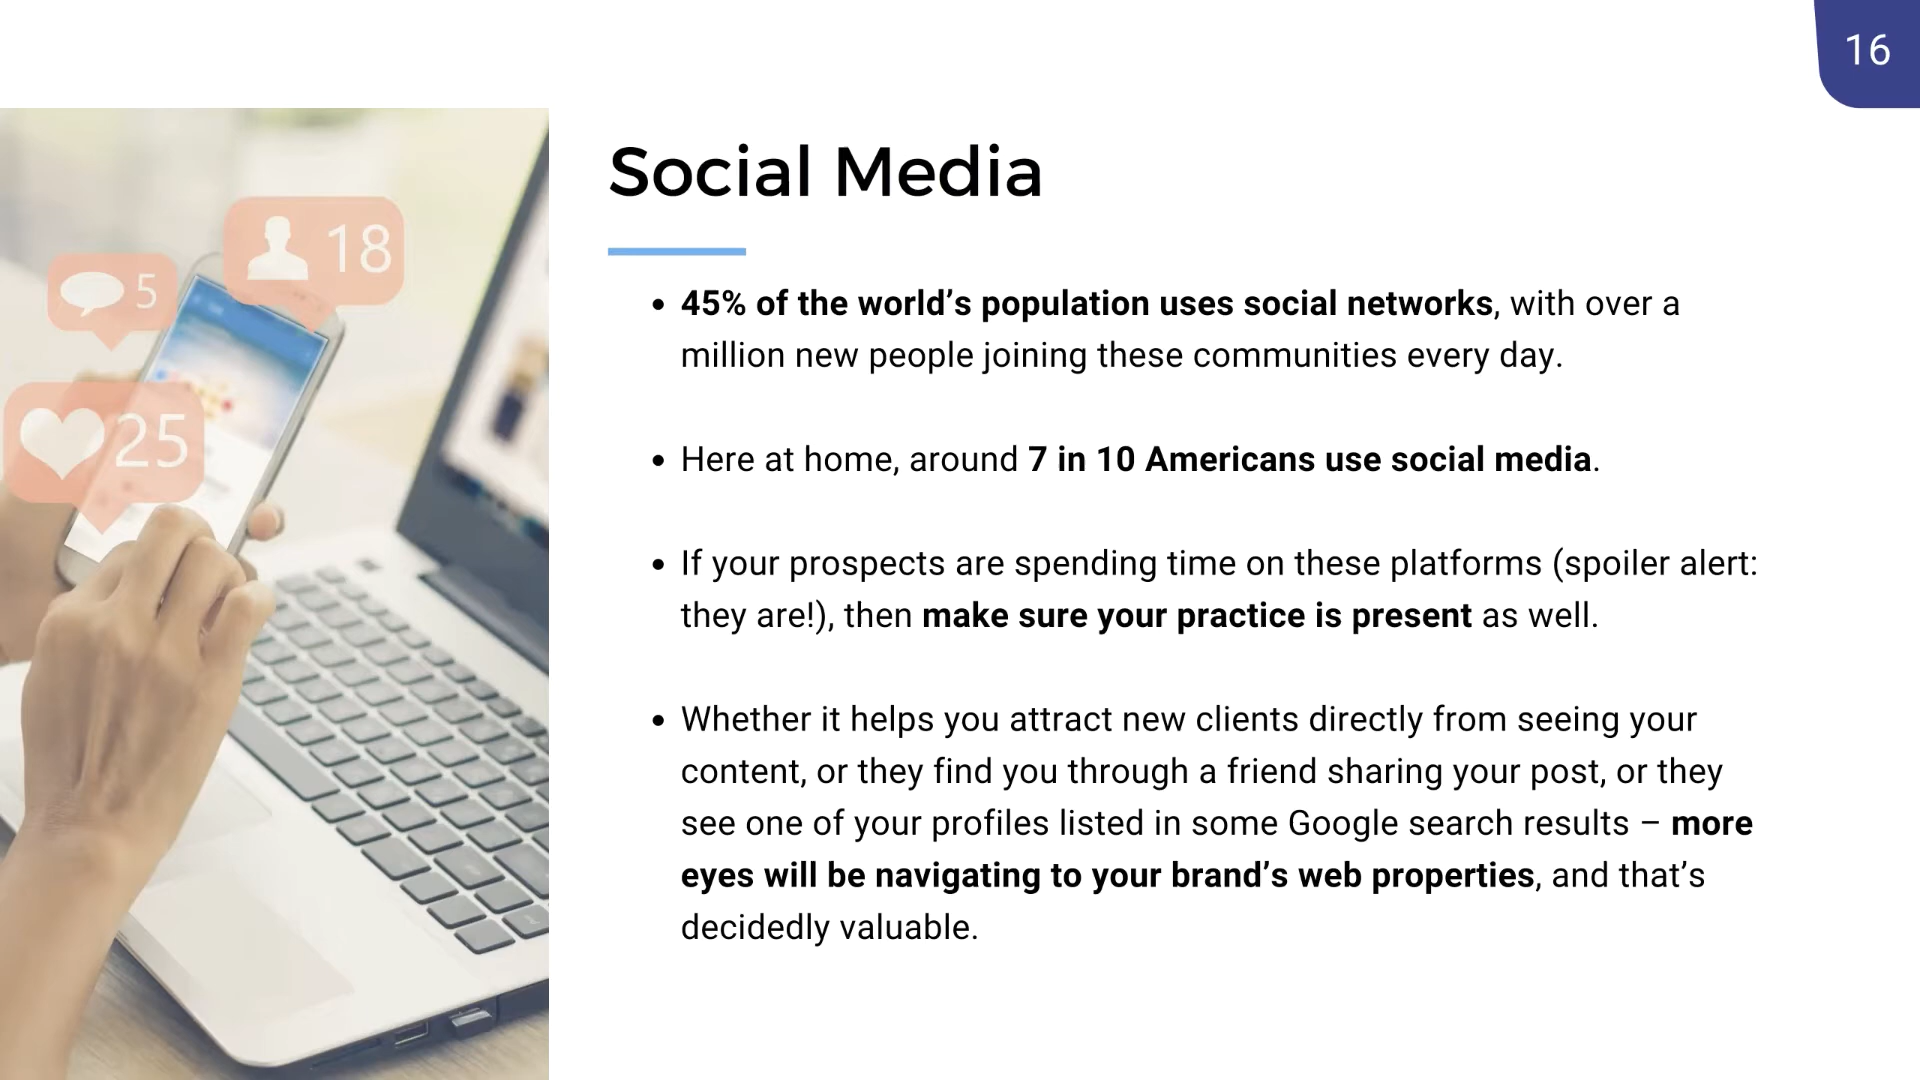 16
Social Media
18
5
25
• 45% of the world’s population uses social networks, with over a
million new people joining these communities every day.
• Here at home, around 7 in 10 Americans use social media.
• If your prospects are spending time on these platforms (spoiler alert:
they are!), then make sure your practice is present as well.
• Whether it helps you attract new clients directly from seeing your
content, or they find you through a friend sharing your post, or they
see one of your profiles listed in some Google search results – more
eyes will be navigating to your brand’s web properties, and that’s
decidedly valuable.